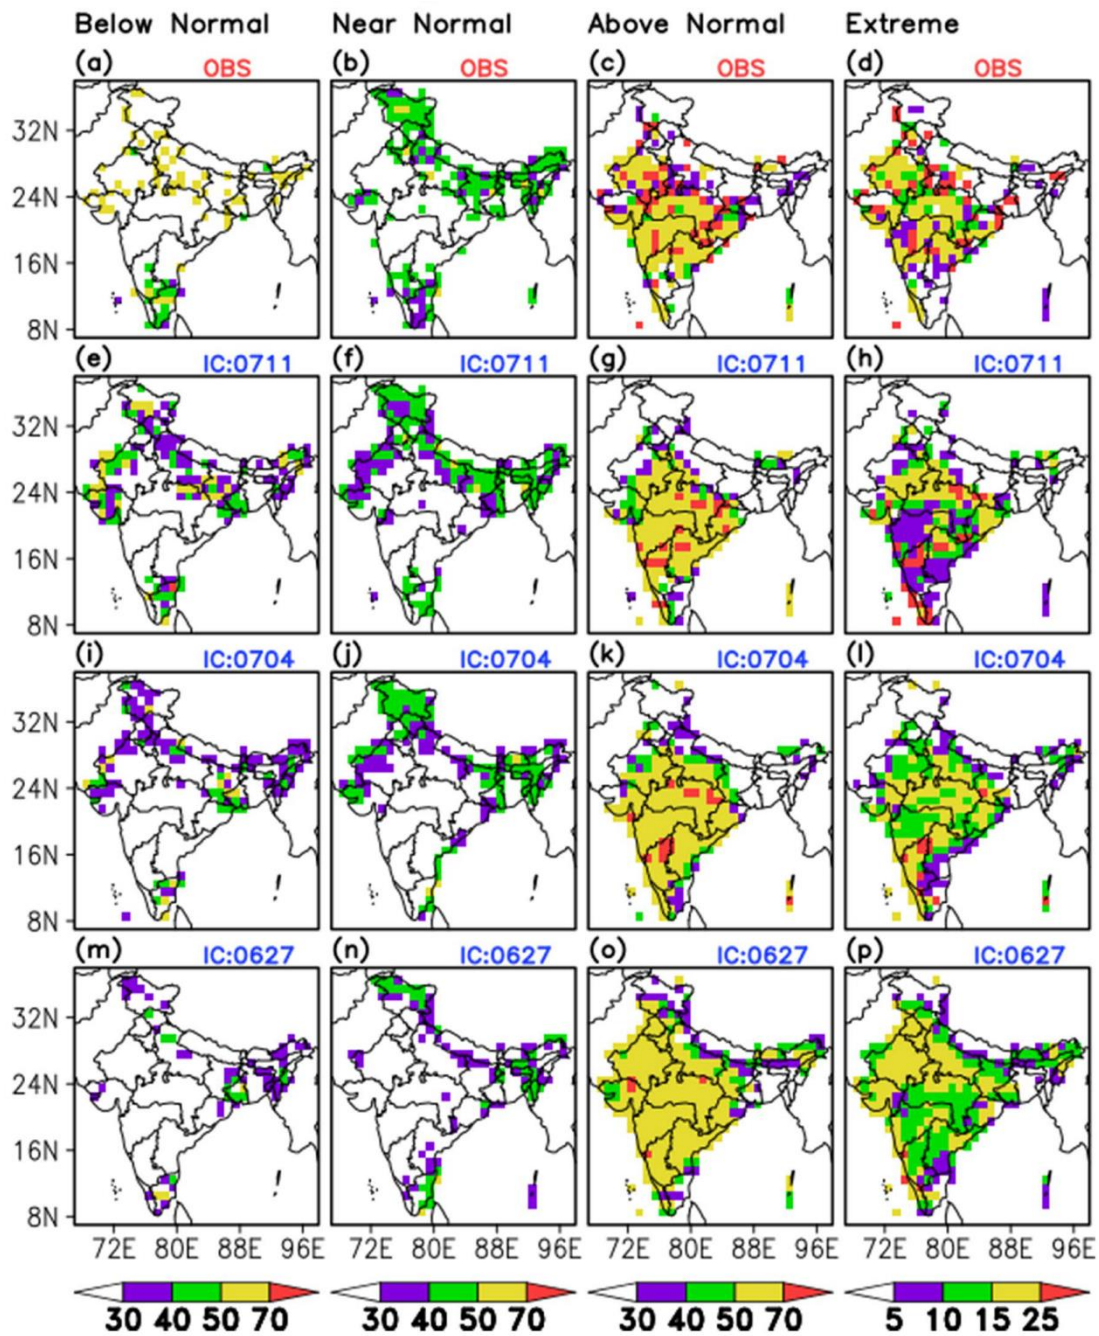 Below Normal Near Normal Above Normal Extreme
(a) OBS (b) OBS (c) OBS (d) OBS
32N
24N
16N
8N
(e) IC:0711 (f) IC:0711 (g) IC:0711 (h) IC:0711
32N
24N
16N
8N
(i) IC:0704 (j) IC:0704 (k) IC:0704 (l) IC:0704
32N
24N
16N
8N
(m) IC:0627 (n) IC:0627 (o) IC:0627 (p) IC:0627
32N
24N
16N
8N
72E 80E 88E 96E 72E 80E 88E 96E 72E 80E 88E 96E 72E 80E 88E 96E
30 40 50 70 30 40 50 70 30 40 50 70 5 10 15 25